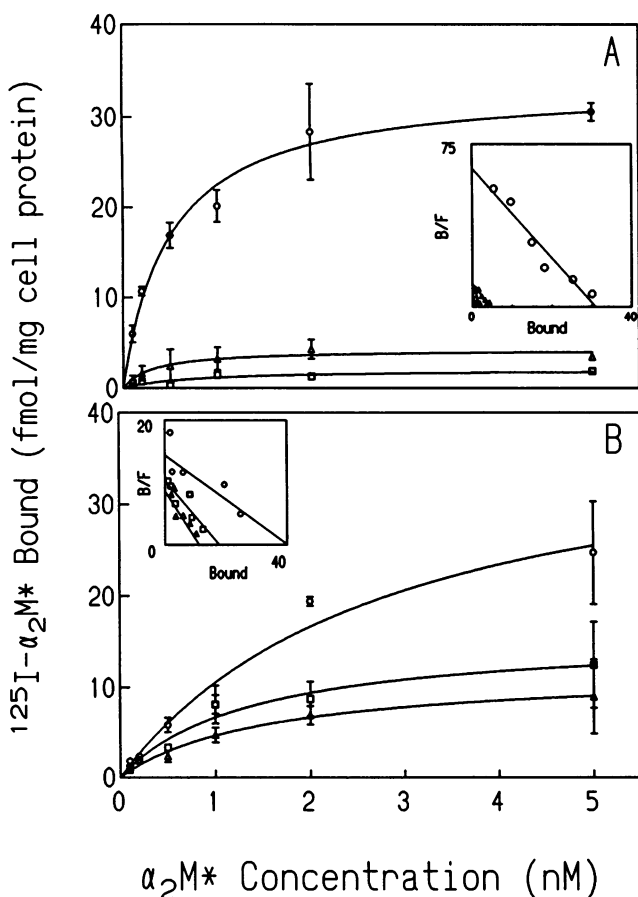 ¹²⁵I-α₂M* Bound (fmol/mg cell protein)
40
30
20
10
0
A
75
B/F
0
Bound
40
40
30
20
10
0
B
20
B/F
0
Bound
40
0
1
2
3
4
5
α₂M* Concentration (nM)